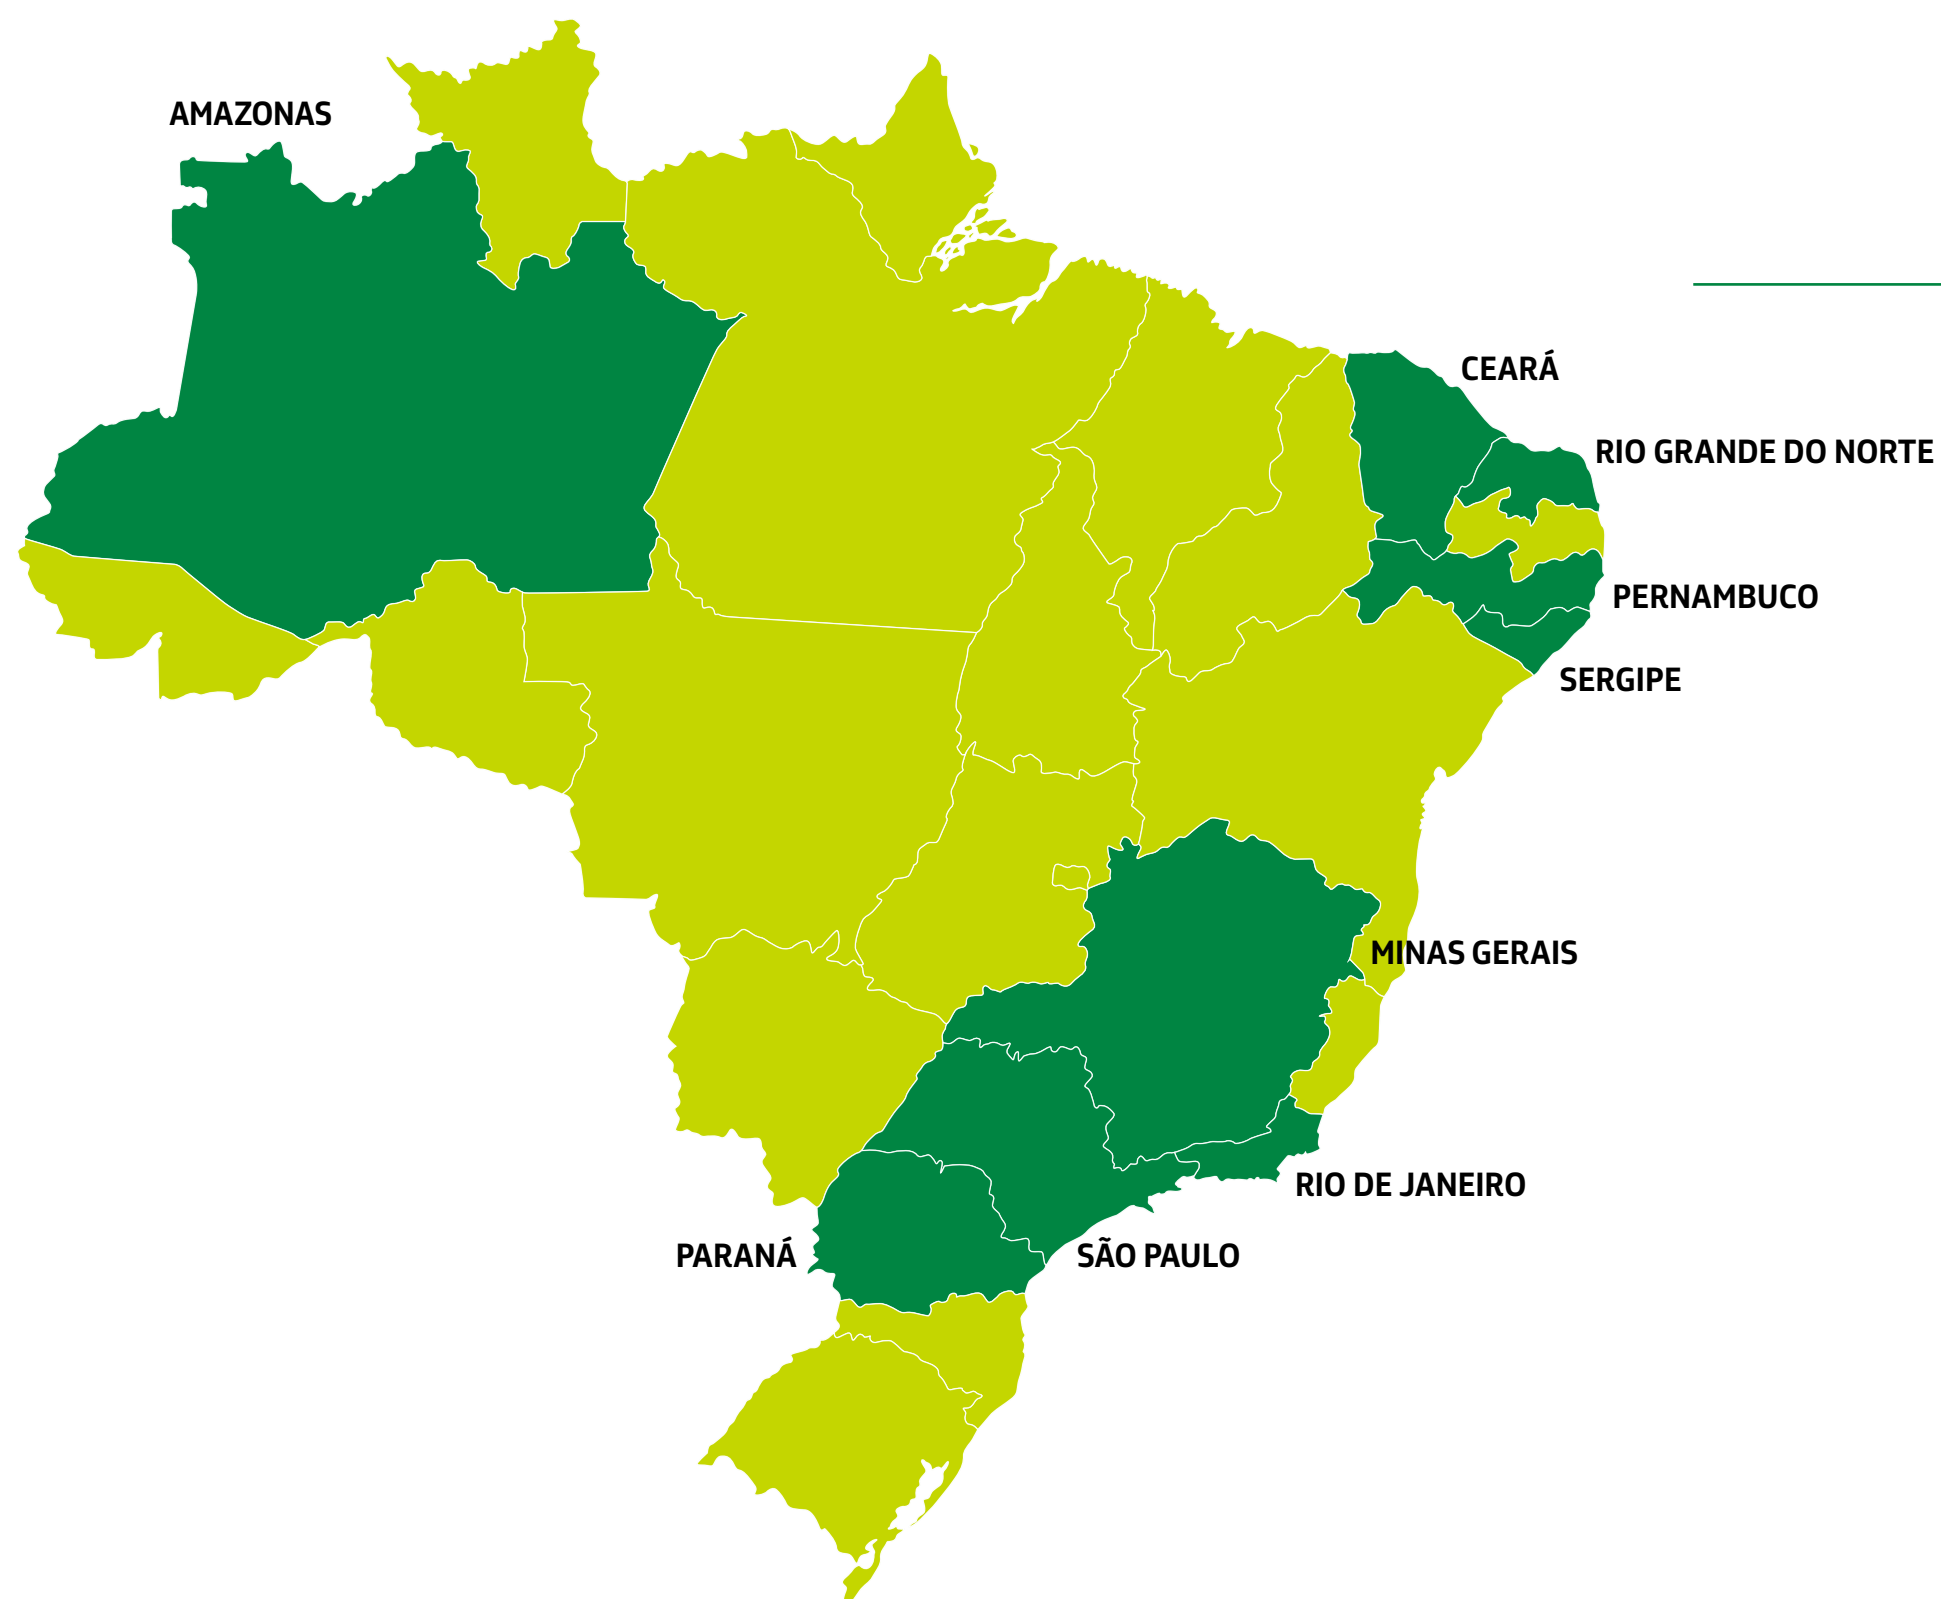 AMAZONAS
CEARÁ
RIO GRANDE DO NORTE
PERNAMBUCO
SERGIPE
MINAS GERAIS
RIO DE JANEIRO
PARANÁ
SÃO PAULO